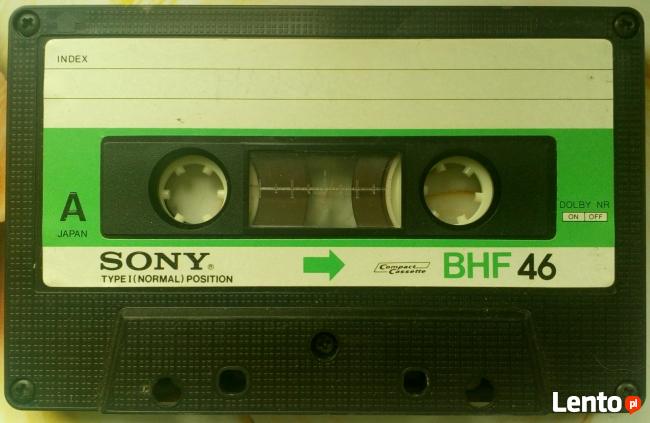 INDEX
A
JAPAN
DOLBY NR
ON OFF
SONY®
TYPE I (NORMAL) POSITION
Compact Cassette
BHF 46
Lento pl